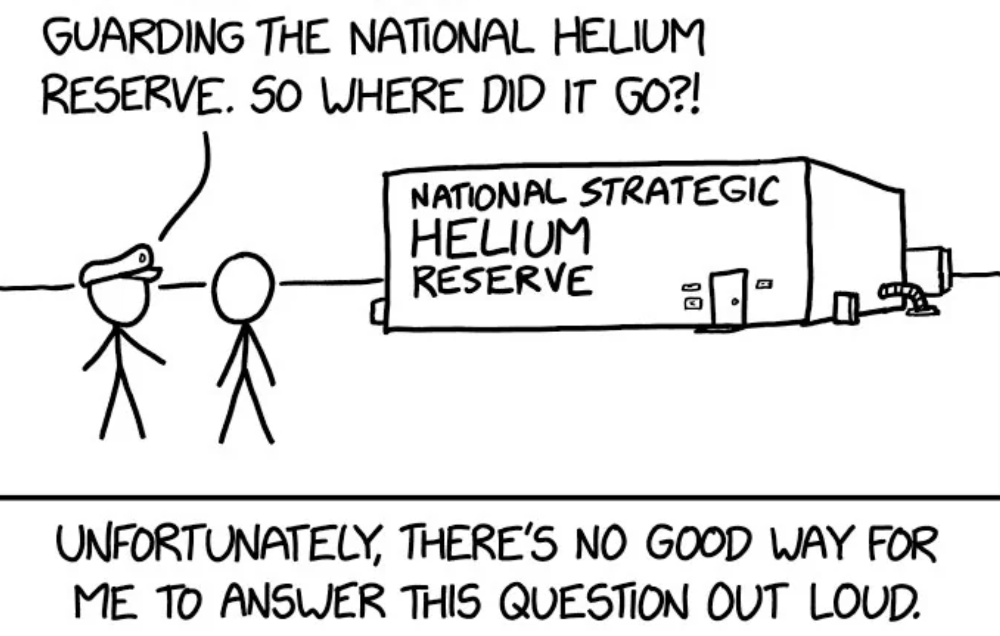 GUARDING THE NATIONAL HELIUM
RESERVE. SO WHERE DID IT GO?!
NATIONAL STRATEGIC
HELIUM
RESERVE
UNFORTUNATELY, THERE'S NO GOOD WAY FOR
ME TO ANSWER THIS QUESTION OUT LOUD.